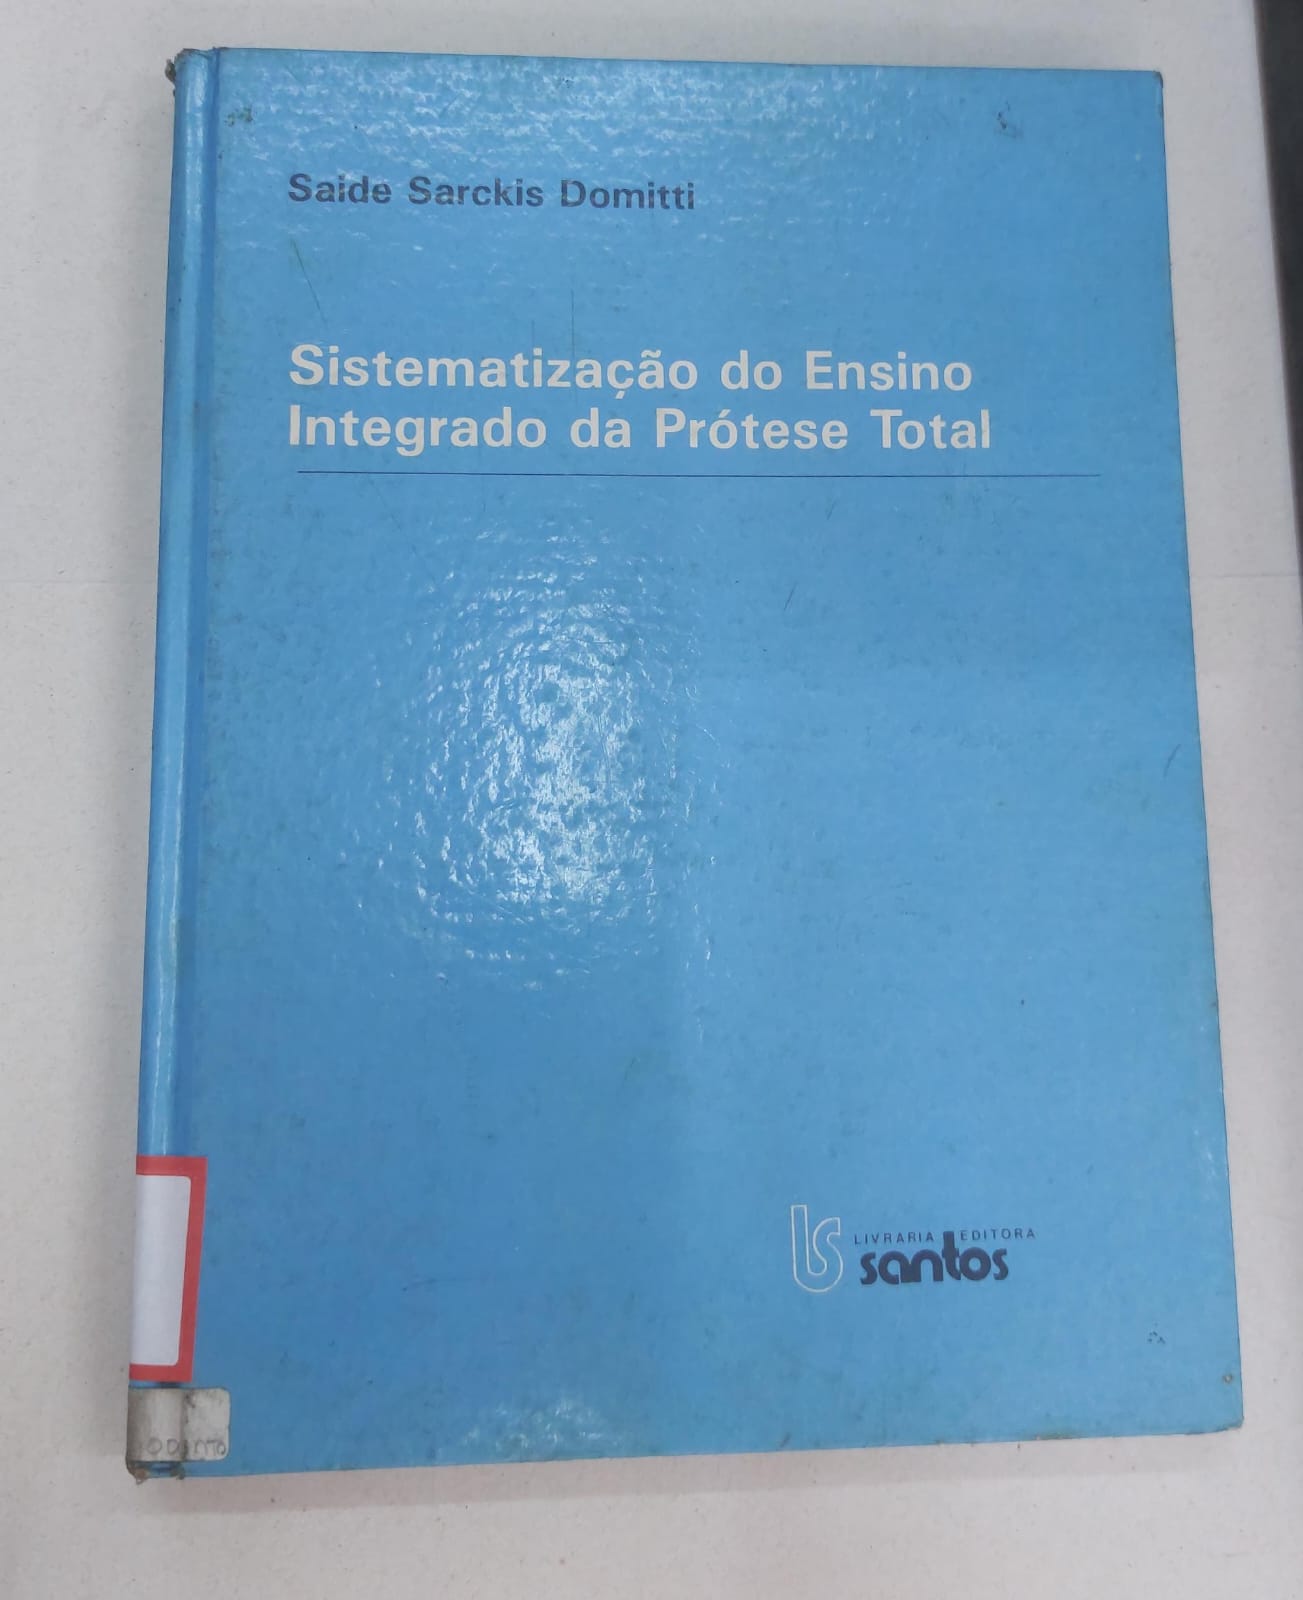 Saide Sarckis Domitti
Sistematização do Ensino
Integrado da Prótese Total
LIVRARIA EDITORA
santos